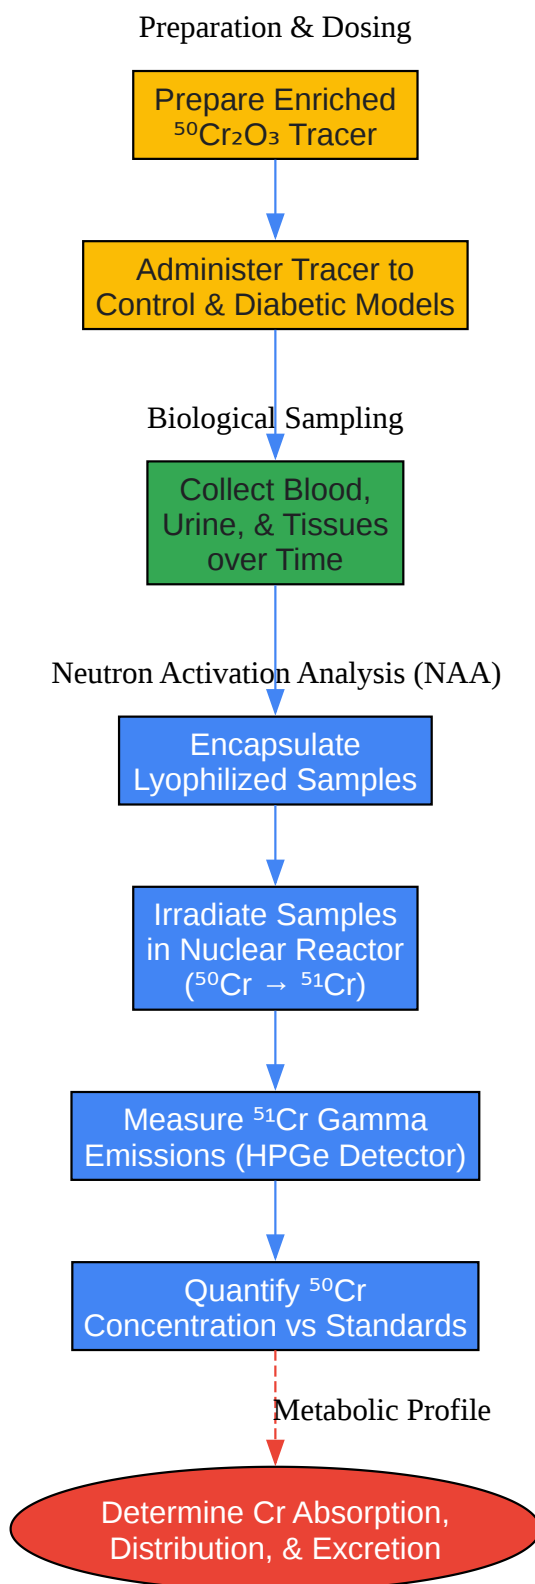 Preparation & Dosing
Prepare Enriched
⁵⁰Cr₂O₃ Tracer
Administer Tracer to
Control & Diabetic Models
Biological Sampling
Collect Blood,
Urine, & Tissues
over Time
Neutron Activation Analysis (NAA)
Encapsulate
Lyophilized Samples
Irradiate Samples
in Nuclear Reactor
(⁵⁰Cr → ⁵¹Cr)
Measure ⁵¹Cr Gamma
Emissions (HPGe Detector)
Quantify ⁵⁰Cr
Concentration vs Standards
Metabolic Profile
Determine Cr Absorption,
Distribution, & Excretion